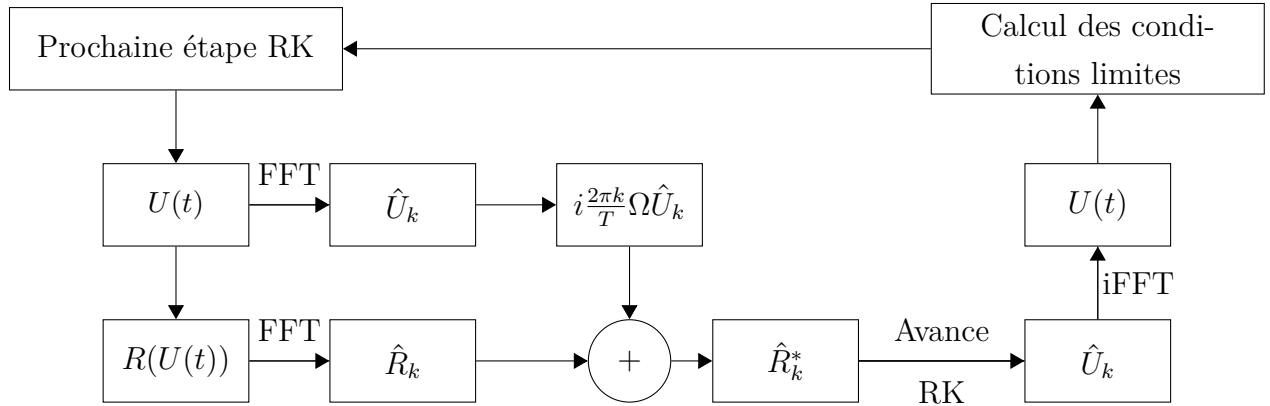 Prochaine étape RK
Calcul des condi-
tions limites
U(t)
FFT
Û_k
i\frac{2πk}{T}ΩÛ_k
U(t)
iFFT
R(U(t))
FFT
R̂_k
+
R̂_k^*
Avance
RK
Û_k